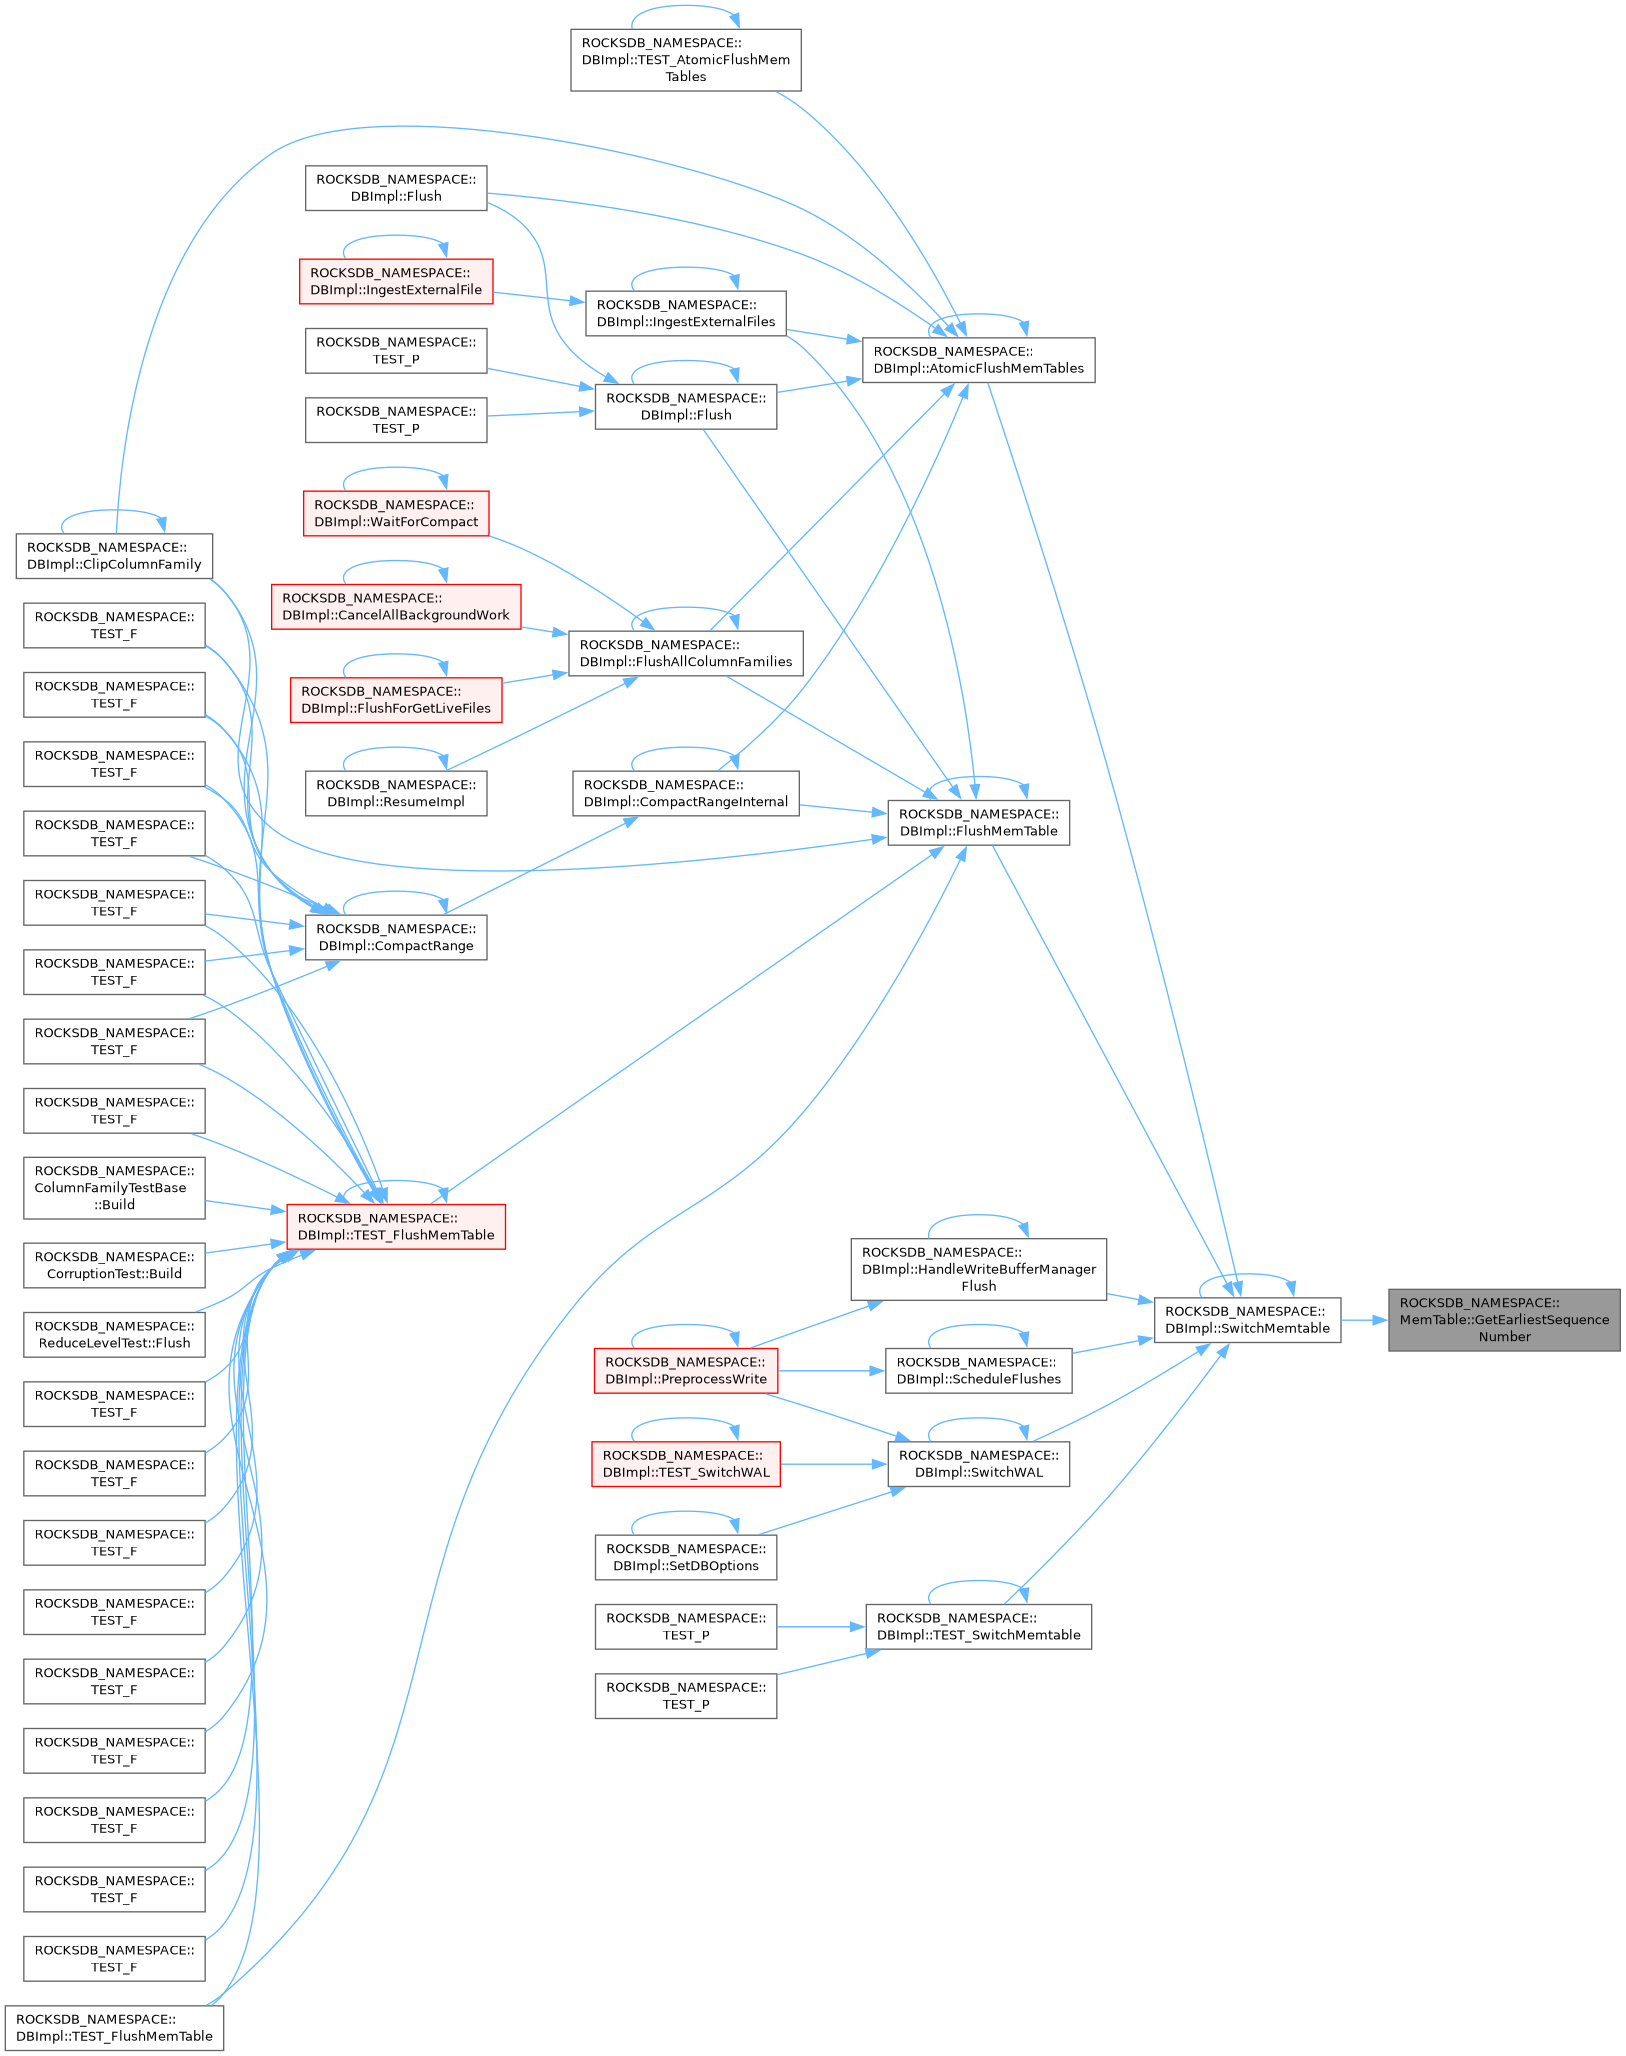 ROCKSDB_NAMESPACE::
DBImpl::TEST_AtomicFlushMem
Tables
ROCKSDB_NAMESPACE::
DBImpl::Flush
ROCKSDB_NAMESPACE::
DBImpl::IngestExternalFile
ROCKSDB_NAMESPACE::
DBImpl::IngestExternalFiles
ROCKSDB_NAMESPACE::
DBImpl::AtomicFlushMemTables
ROCKSDB_NAMESPACE::
TEST_P
ROCKSDB_NAMESPACE::
DBImpl::Flush
ROCKSDB_NAMESPACE::
TEST_P
ROCKSDB_NAMESPACE::
DBImpl::WaitForCompact
ROCKSDB_NAMESPACE::
DBImpl::ClipColumnFamily
ROCKSDB_NAMESPACE::
DBImpl::CancelAllBackgroundWork
ROCKSDB_NAMESPACE::
TEST_F
ROCKSDB_NAMESPACE::
DBImpl::FlushAllColumnFamilies
ROCKSDB_NAMESPACE::
TEST_F
ROCKSDB_NAMESPACE::
DBImpl::FlushForGetLiveFiles
ROCKSDB_NAMESPACE::
TEST_F
ROCKSDB_NAMESPACE::
DBImpl::ResumeImpl
ROCKSDB_NAMESPACE::
DBImpl::CompactRangeInternal
ROCKSDB_NAMESPACE::
DBImpl::FlushMemTable
ROCKSDB_NAMESPACE::
TEST_F
ROCKSDB_NAMESPACE::
TEST_F
ROCKSDB_NAMESPACE::
DBImpl::CompactRange
ROCKSDB_NAMESPACE::
TEST_F
ROCKSDB_NAMESPACE::
TEST_F
ROCKSDB_NAMESPACE::
TEST_F
ROCKSDB_NAMESPACE::
ColumnFamilyTestBase
::Build
ROCKSDB_NAMESPACE::
DBImpl::TEST_FlushMemTable
ROCKSDB_NAMESPACE::
CorruptionTest::Build
ROCKSDB_NAMESPACE::
DBImpl::HandleWriteBufferManager
Flush
ROCKSDB_NAMESPACE::
DBImpl::SwitchMemtable
ROCKSDB_NAMESPACE::
MemTable::GetEarliestSequence
Number
ROCKSDB_NAMESPACE::
ReduceLevelTest::Flush
ROCKSDB_NAMESPACE::
DBImpl::PreprocessWrite
ROCKSDB_NAMESPACE::
DBImpl::ScheduleFlushes
ROCKSDB_NAMESPACE::
TEST_F
ROCKSDB_NAMESPACE::
DBImpl::TEST_SwitchWAL
ROCKSDB_NAMESPACE::
DBImpl::SwitchWAL
ROCKSDB_NAMESPACE::
TEST_F
ROCKSDB_NAMESPACE::
TEST_F
ROCKSDB_NAMESPACE::
DBImpl::SetDBOptions
ROCKSDB_NAMESPACE::
TEST_F
ROCKSDB_NAMESPACE::
TEST_P
ROCKSDB_NAMESPACE::
DBImpl::TEST_SwitchMemtable
ROCKSDB_NAMESPACE::
TEST_F
ROCKSDB_NAMESPACE::
TEST_P
ROCKSDB_NAMESPACE::
TEST_F
ROCKSDB_NAMESPACE::
TEST_F
ROCKSDB_NAMESPACE::
TEST_F
ROCKSDB_NAMESPACE::
TEST_F
ROCKSDB_NAMESPACE::
DBImpl::TEST_FlushMemTable